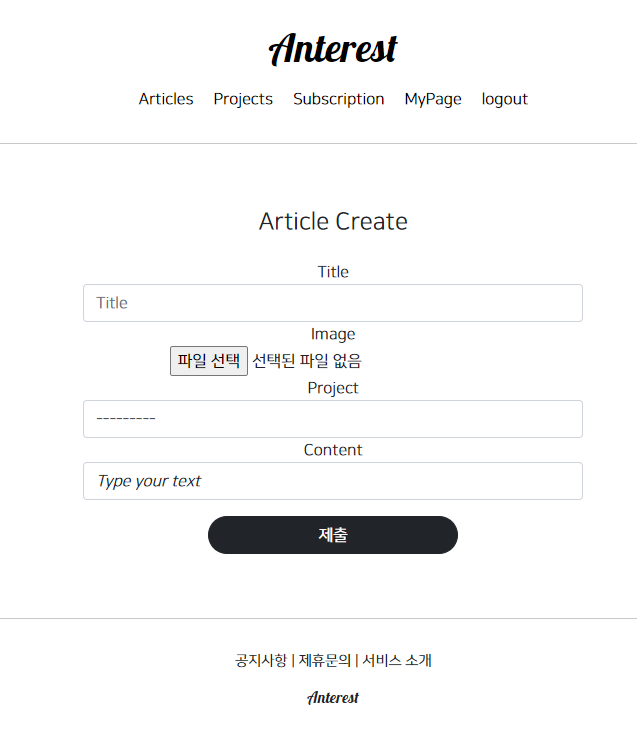 Anterest
Articles Projects Subscription MyPage logout
Article Create
Title
Title
Image
파일 선택 선택된 파일 없음
Project
---------
Content
Type your text
제출
공지사항 | 제휴문의 | 서비스 소개
Anterest